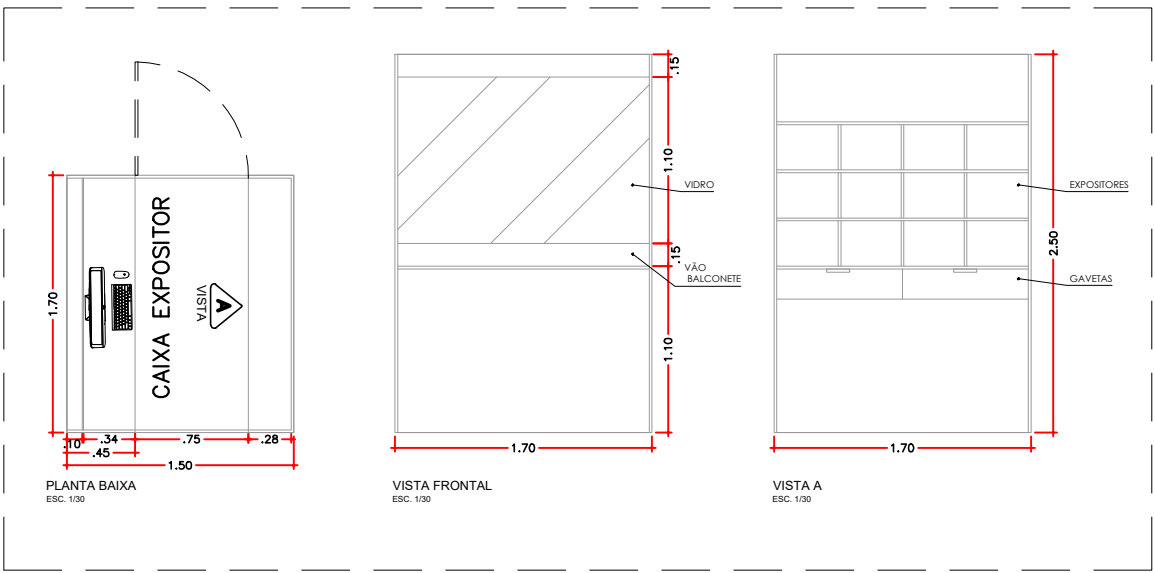 1.70
CAIXA EXPOSITOR
VISTA
A
.10
.34
.75
.28
.45
1.50
PLANTA BAIXA
ESC. 1/30
.15
1.10
VIDRO
.15
VÃO
BALCONETE
1.10
1.70
VISTA FRONTAL
ESC. 1/30
EXPOSITORES
2.50
GAVETAS
1.70
VISTA A
ESC. 1/30